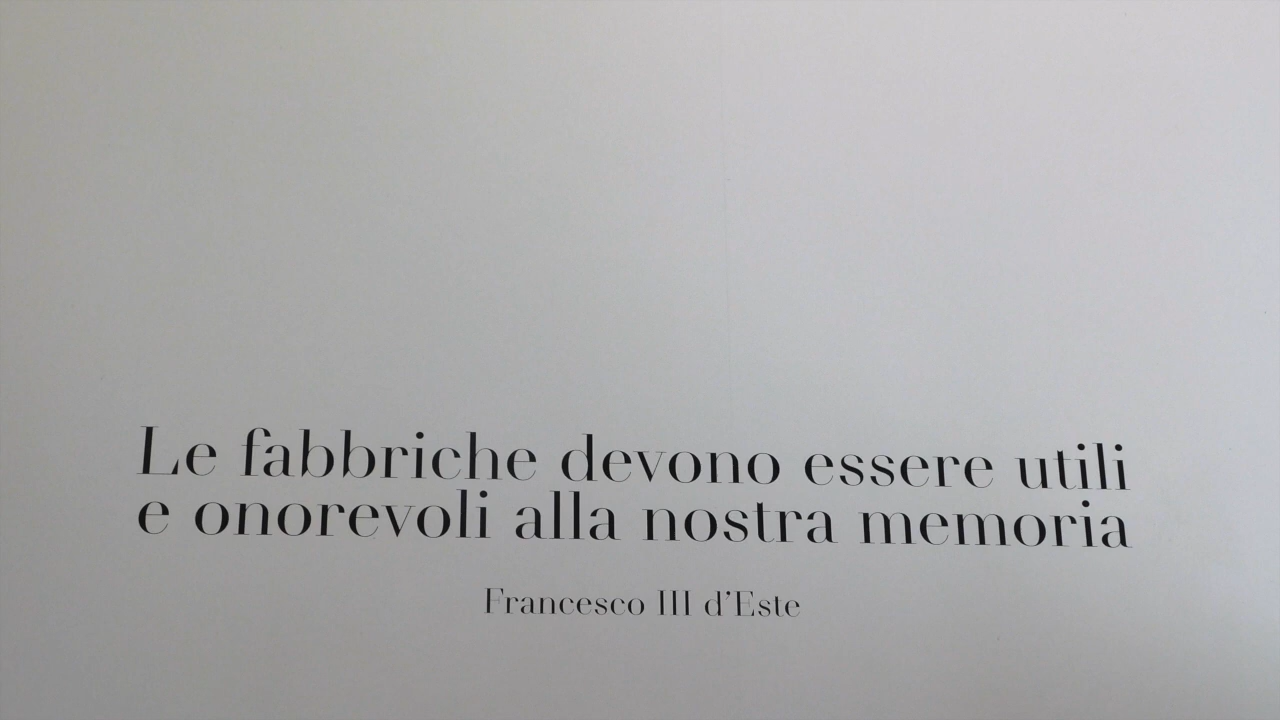 Le fabbriche devono essere utili
e onorevoli alla nostra memoria
Francesco III d'Este